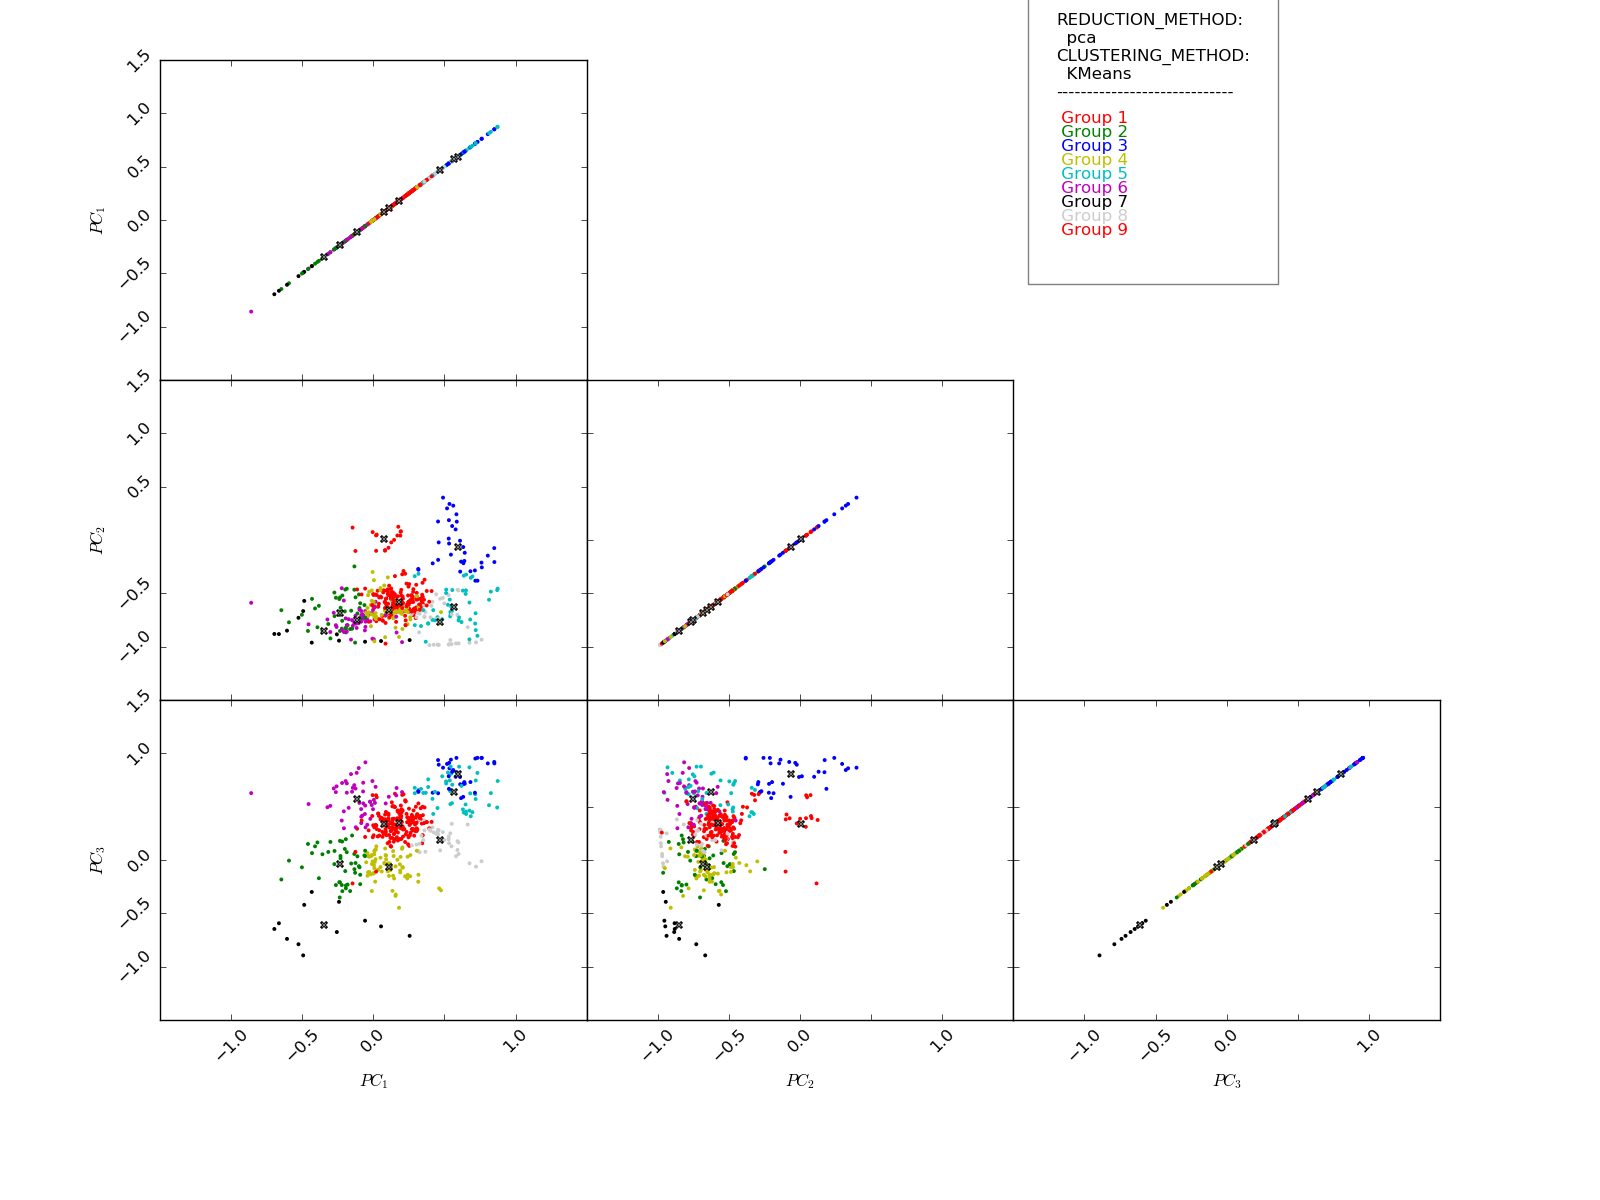 REDUCTION_METHOD:
pca
CLUSTERING_METHOD:
KMeans
------------------------------
Group 1
Group 2
Group 3
Group 4
Group 5
Group 6
Group 7
Group 8
Group 9
1.5
1.0
0.5
0.0
−0.5
−1.0
PC₁
1.5
1.0
0.5
−0.5
−1.0
PC₂
1.5
1.0
0.0
−0.5
−1.0
PC₃
−1.0 −0.5 0.0 1.0 −1.0 −0.5 0.0 1.0 −1.0 −0.5 0.0 1.0
PC₁ PC₂ PC₃